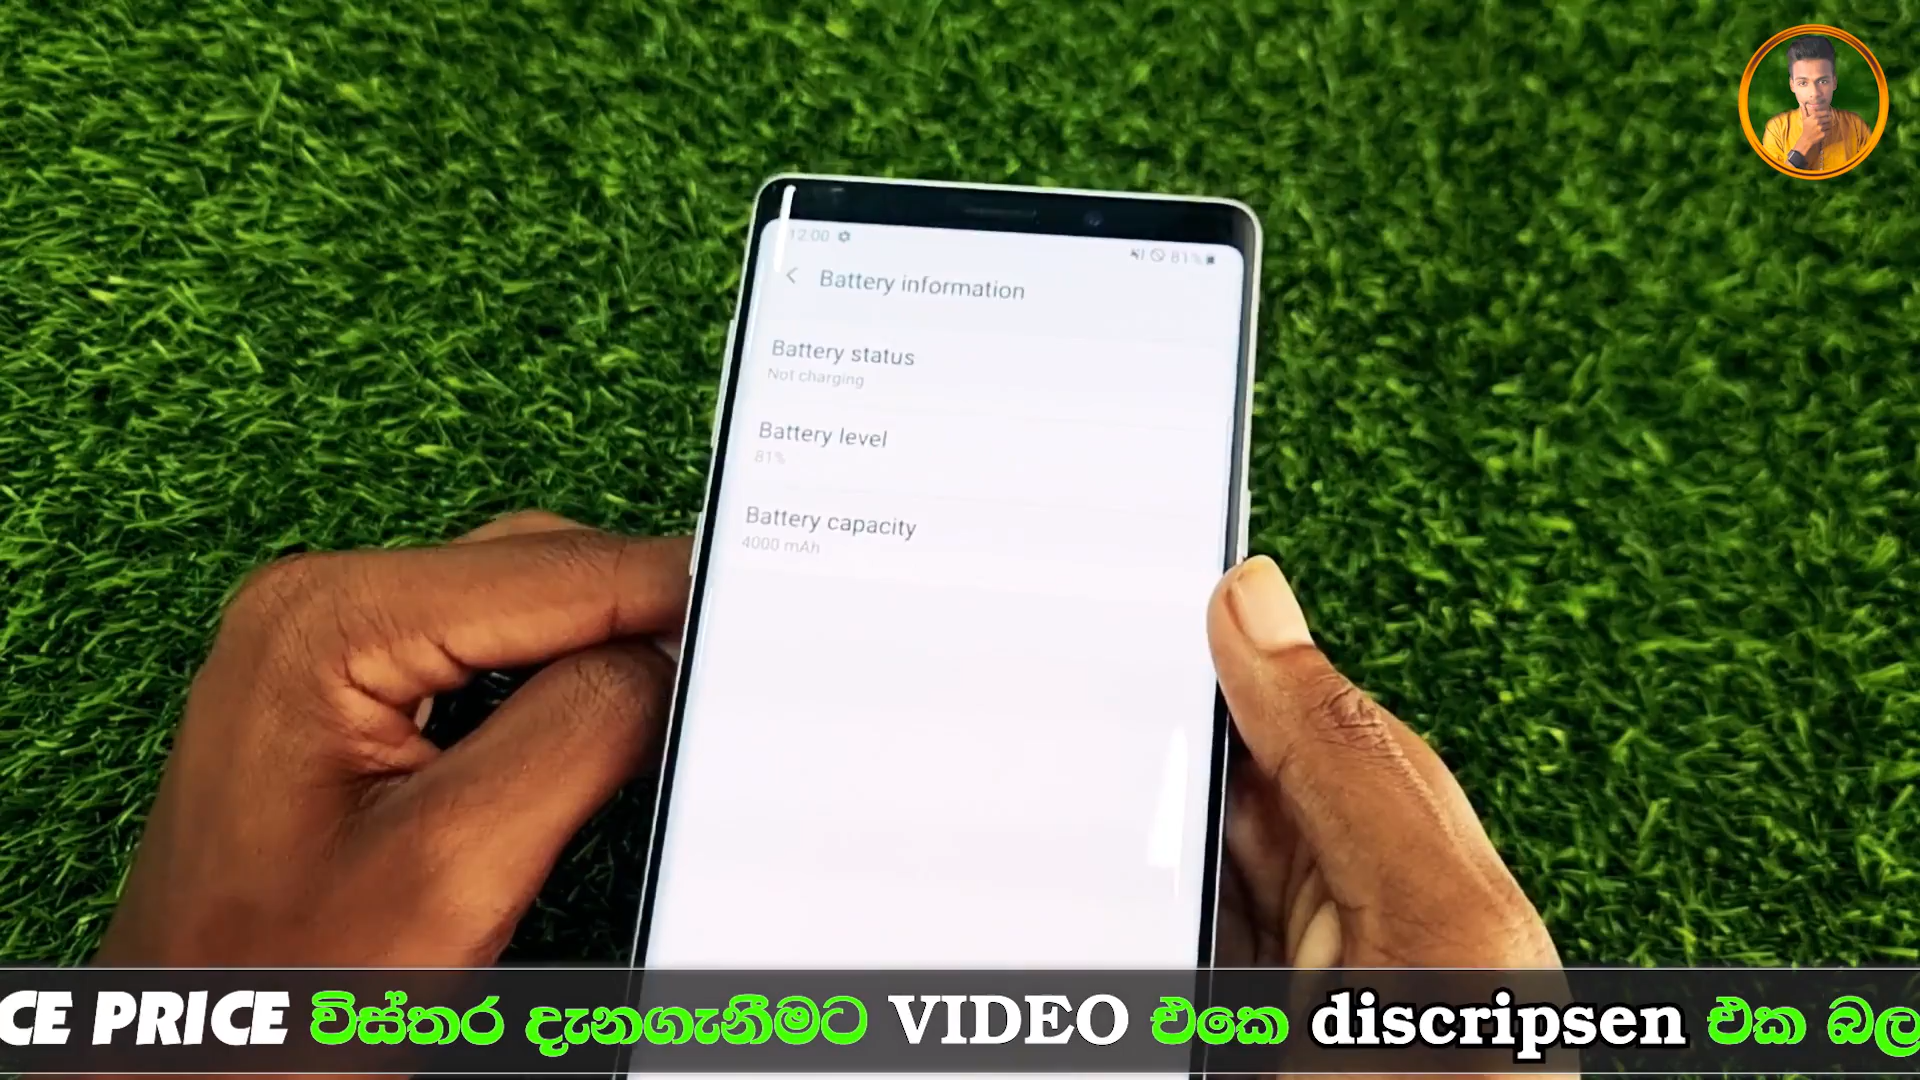 12:00
81%
Battery information
Battery status
Not charging
Battery level
81%
Battery capacity
4000 mAh
CE PRICE විස්තර දැනගැනීමට VIDEO එකෙ discripsen එක බල